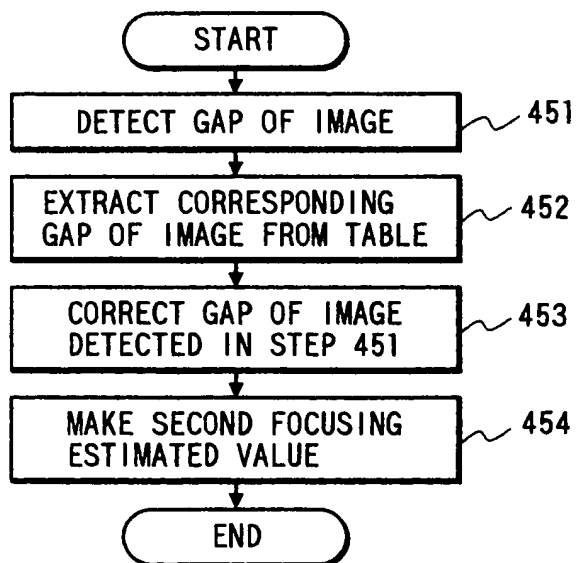 START
DETECT GAP OF IMAGE
451
EXTRACT CORRESPONDING
GAP OF IMAGE FROM TABLE
452
CORRECT GAP OF IMAGE
DETECTED IN STEP 451
453
MAKE SECOND FOCUSING
ESTIMATED VALUE
454
END